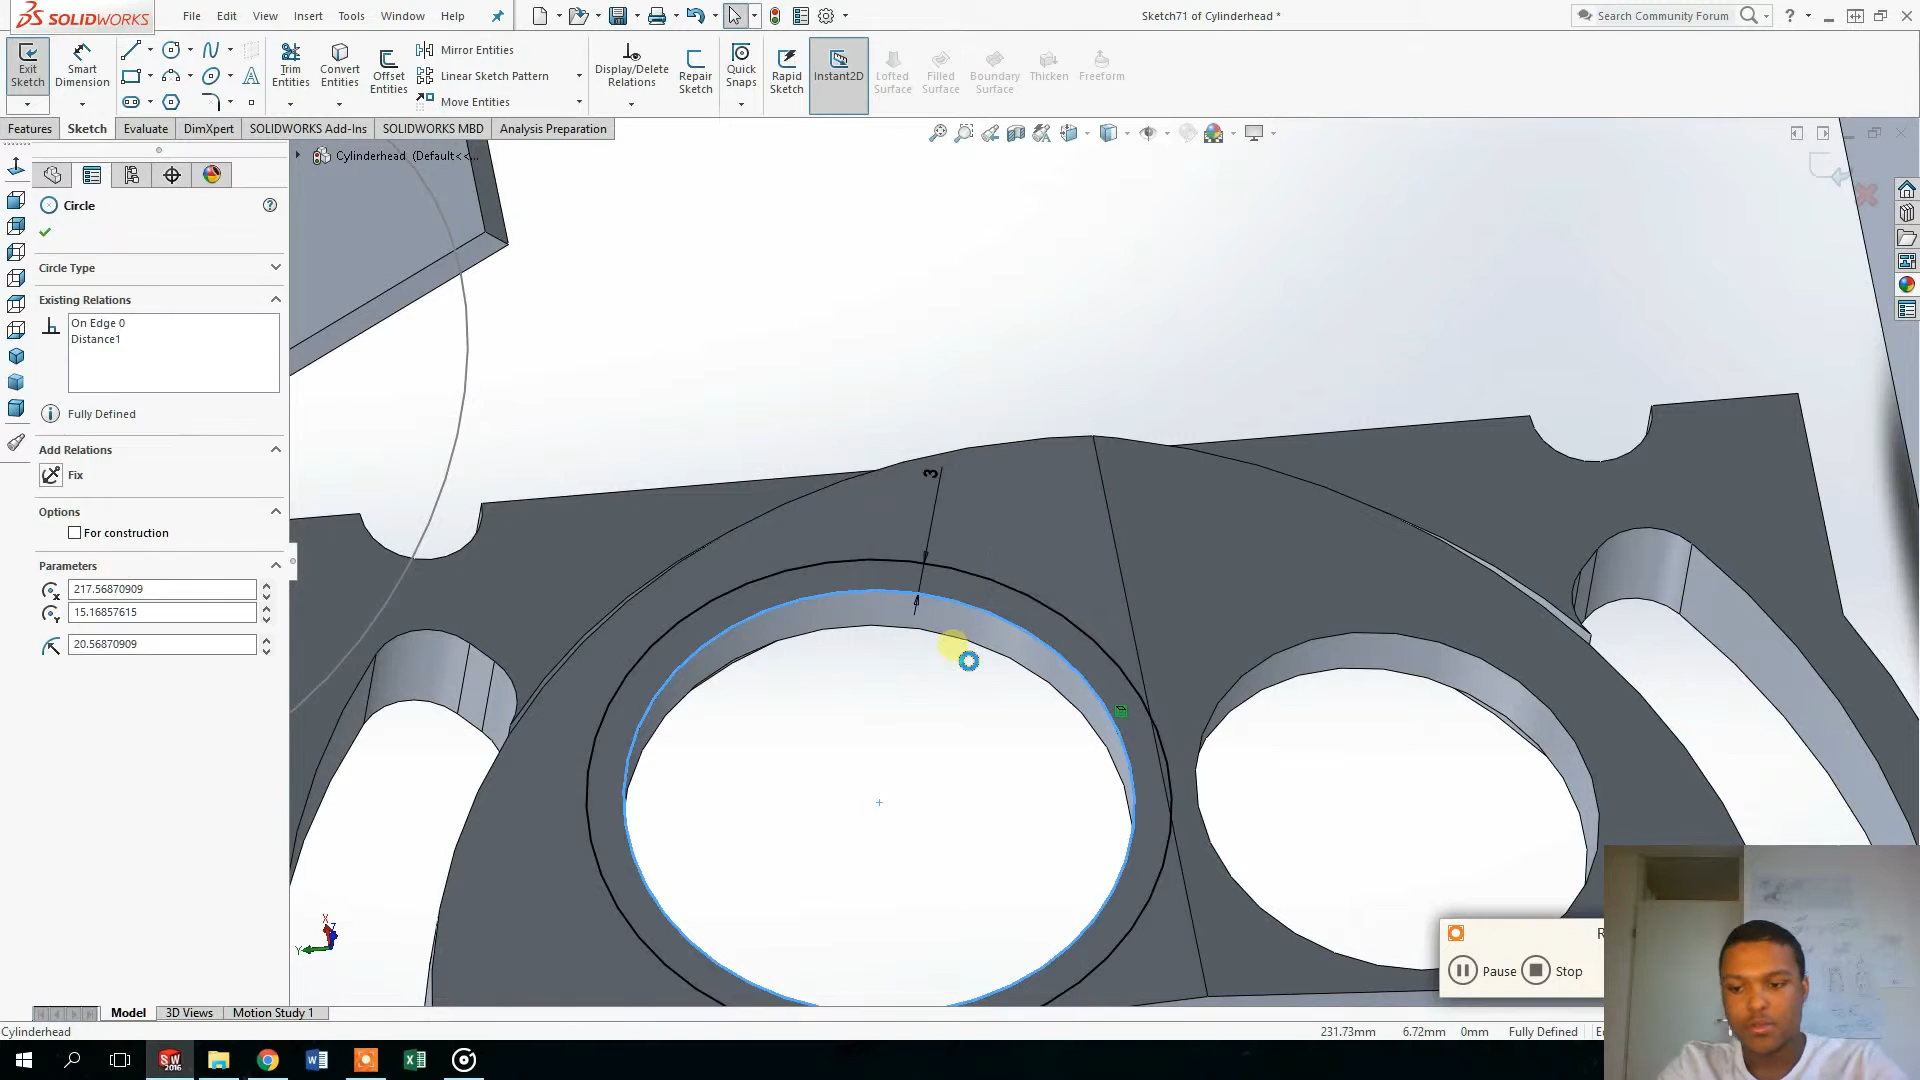 SOLIDWORKS
File Edit View Insert Tools Window Help
Sketch71 of Cylinderhead *
Search Community Forum
Exit Sketch
Smart Dimension
Trim Entities
Convert Entities
Offset Entities
Mirror Entities
Linear Sketch Pattern
Move Entities
Display/Delete Relations
Repair Sketch
Quick Snaps
Rapid Sketch
Instant2D
Lofted Surface
Filled Surface
Boundary Surface
Thicken
Freeform
Features Sketch Evaluate DimXpert SOLIDWORKS Add-Ins SOLIDWORKS MBD Analysis Preparation
Cylinderhead (Default<<...
Circle
Circle Type
Existing Relations
On Edge 0
Distance1
Fully Defined
Add Relations
Fix
Options
For construction
Parameters
217.56870909
15.16857615
20.56870909
3
X
Y
Z
Pause Stop
Model 3D Views Motion Study 1
Cylinderhead
231.73mm 6.72mm 0mm Fully Defined
SW 2016